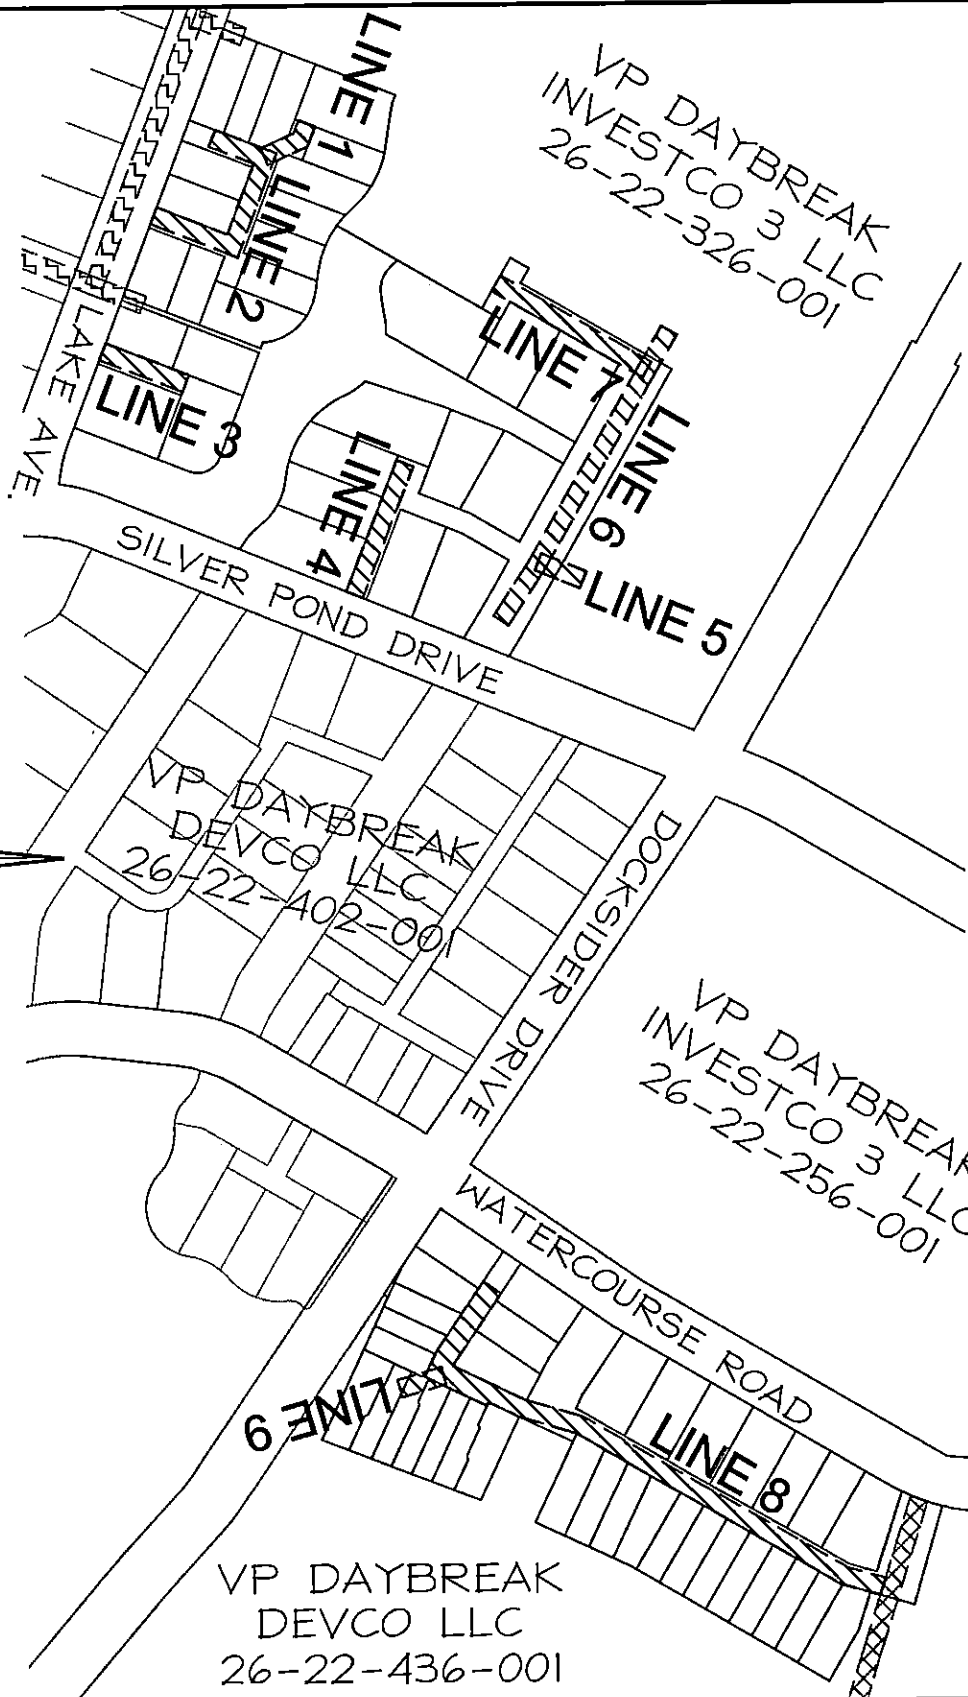 LINE 1
VP DAYBREAK
INVESTCO 3 LLC
26-22-326-001
LINE 2
LINE 7
LAKE AVE.
LINE 3
LINE 6
LINE 4
LINE 5
SILVER POND DRIVE
VP DAYBREAK
DEVCO LLC
26-22-402-001
DOCKSIDER DRIVE
VP DAYBREAK
INVESTCO 3 LLC
26-22-256-001
WATERCOURSE ROAD
LINE 9
LINE 8
VP DAYBREAK
DEVCO LLC
26-22-436-001